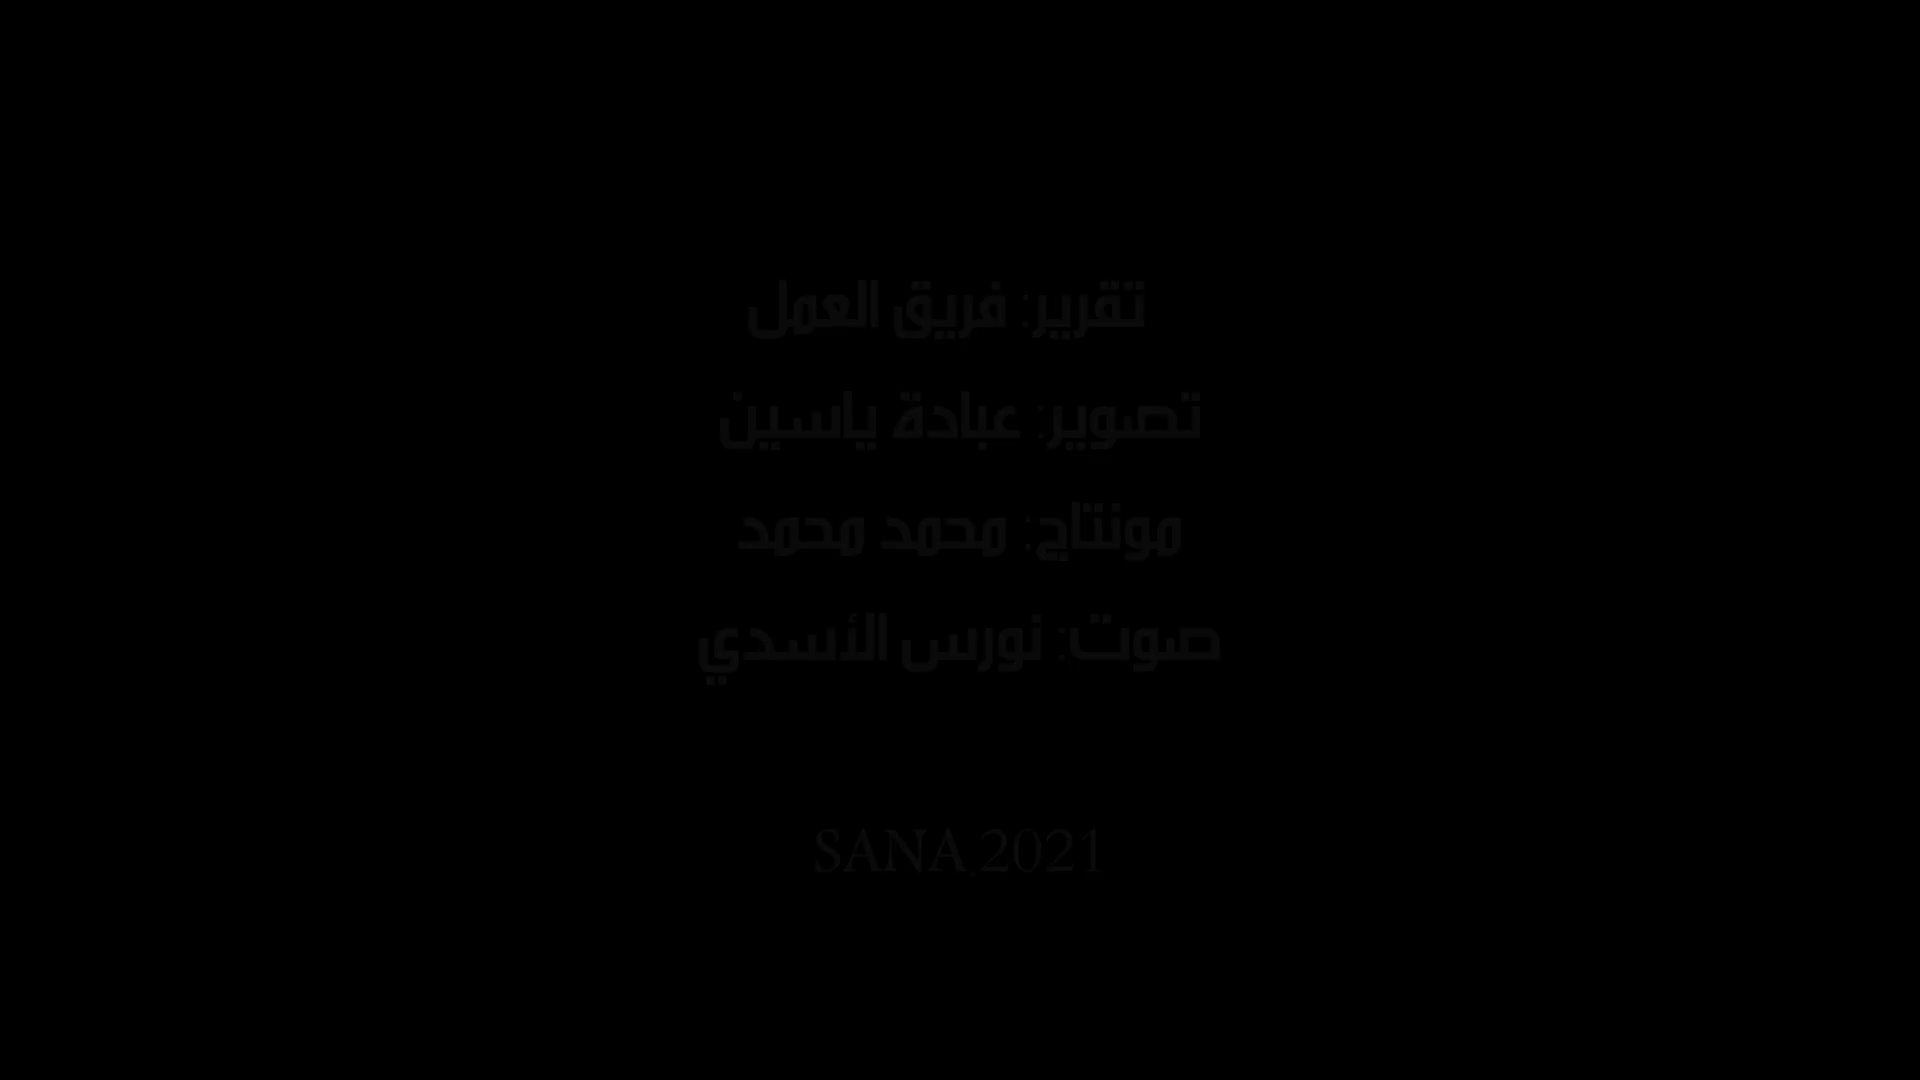 تقرير: فريق العمل
تصوير: عبادة ياسين
مونتاج: محمد محمد
صوت: نورس الأسدي
SANA.2021